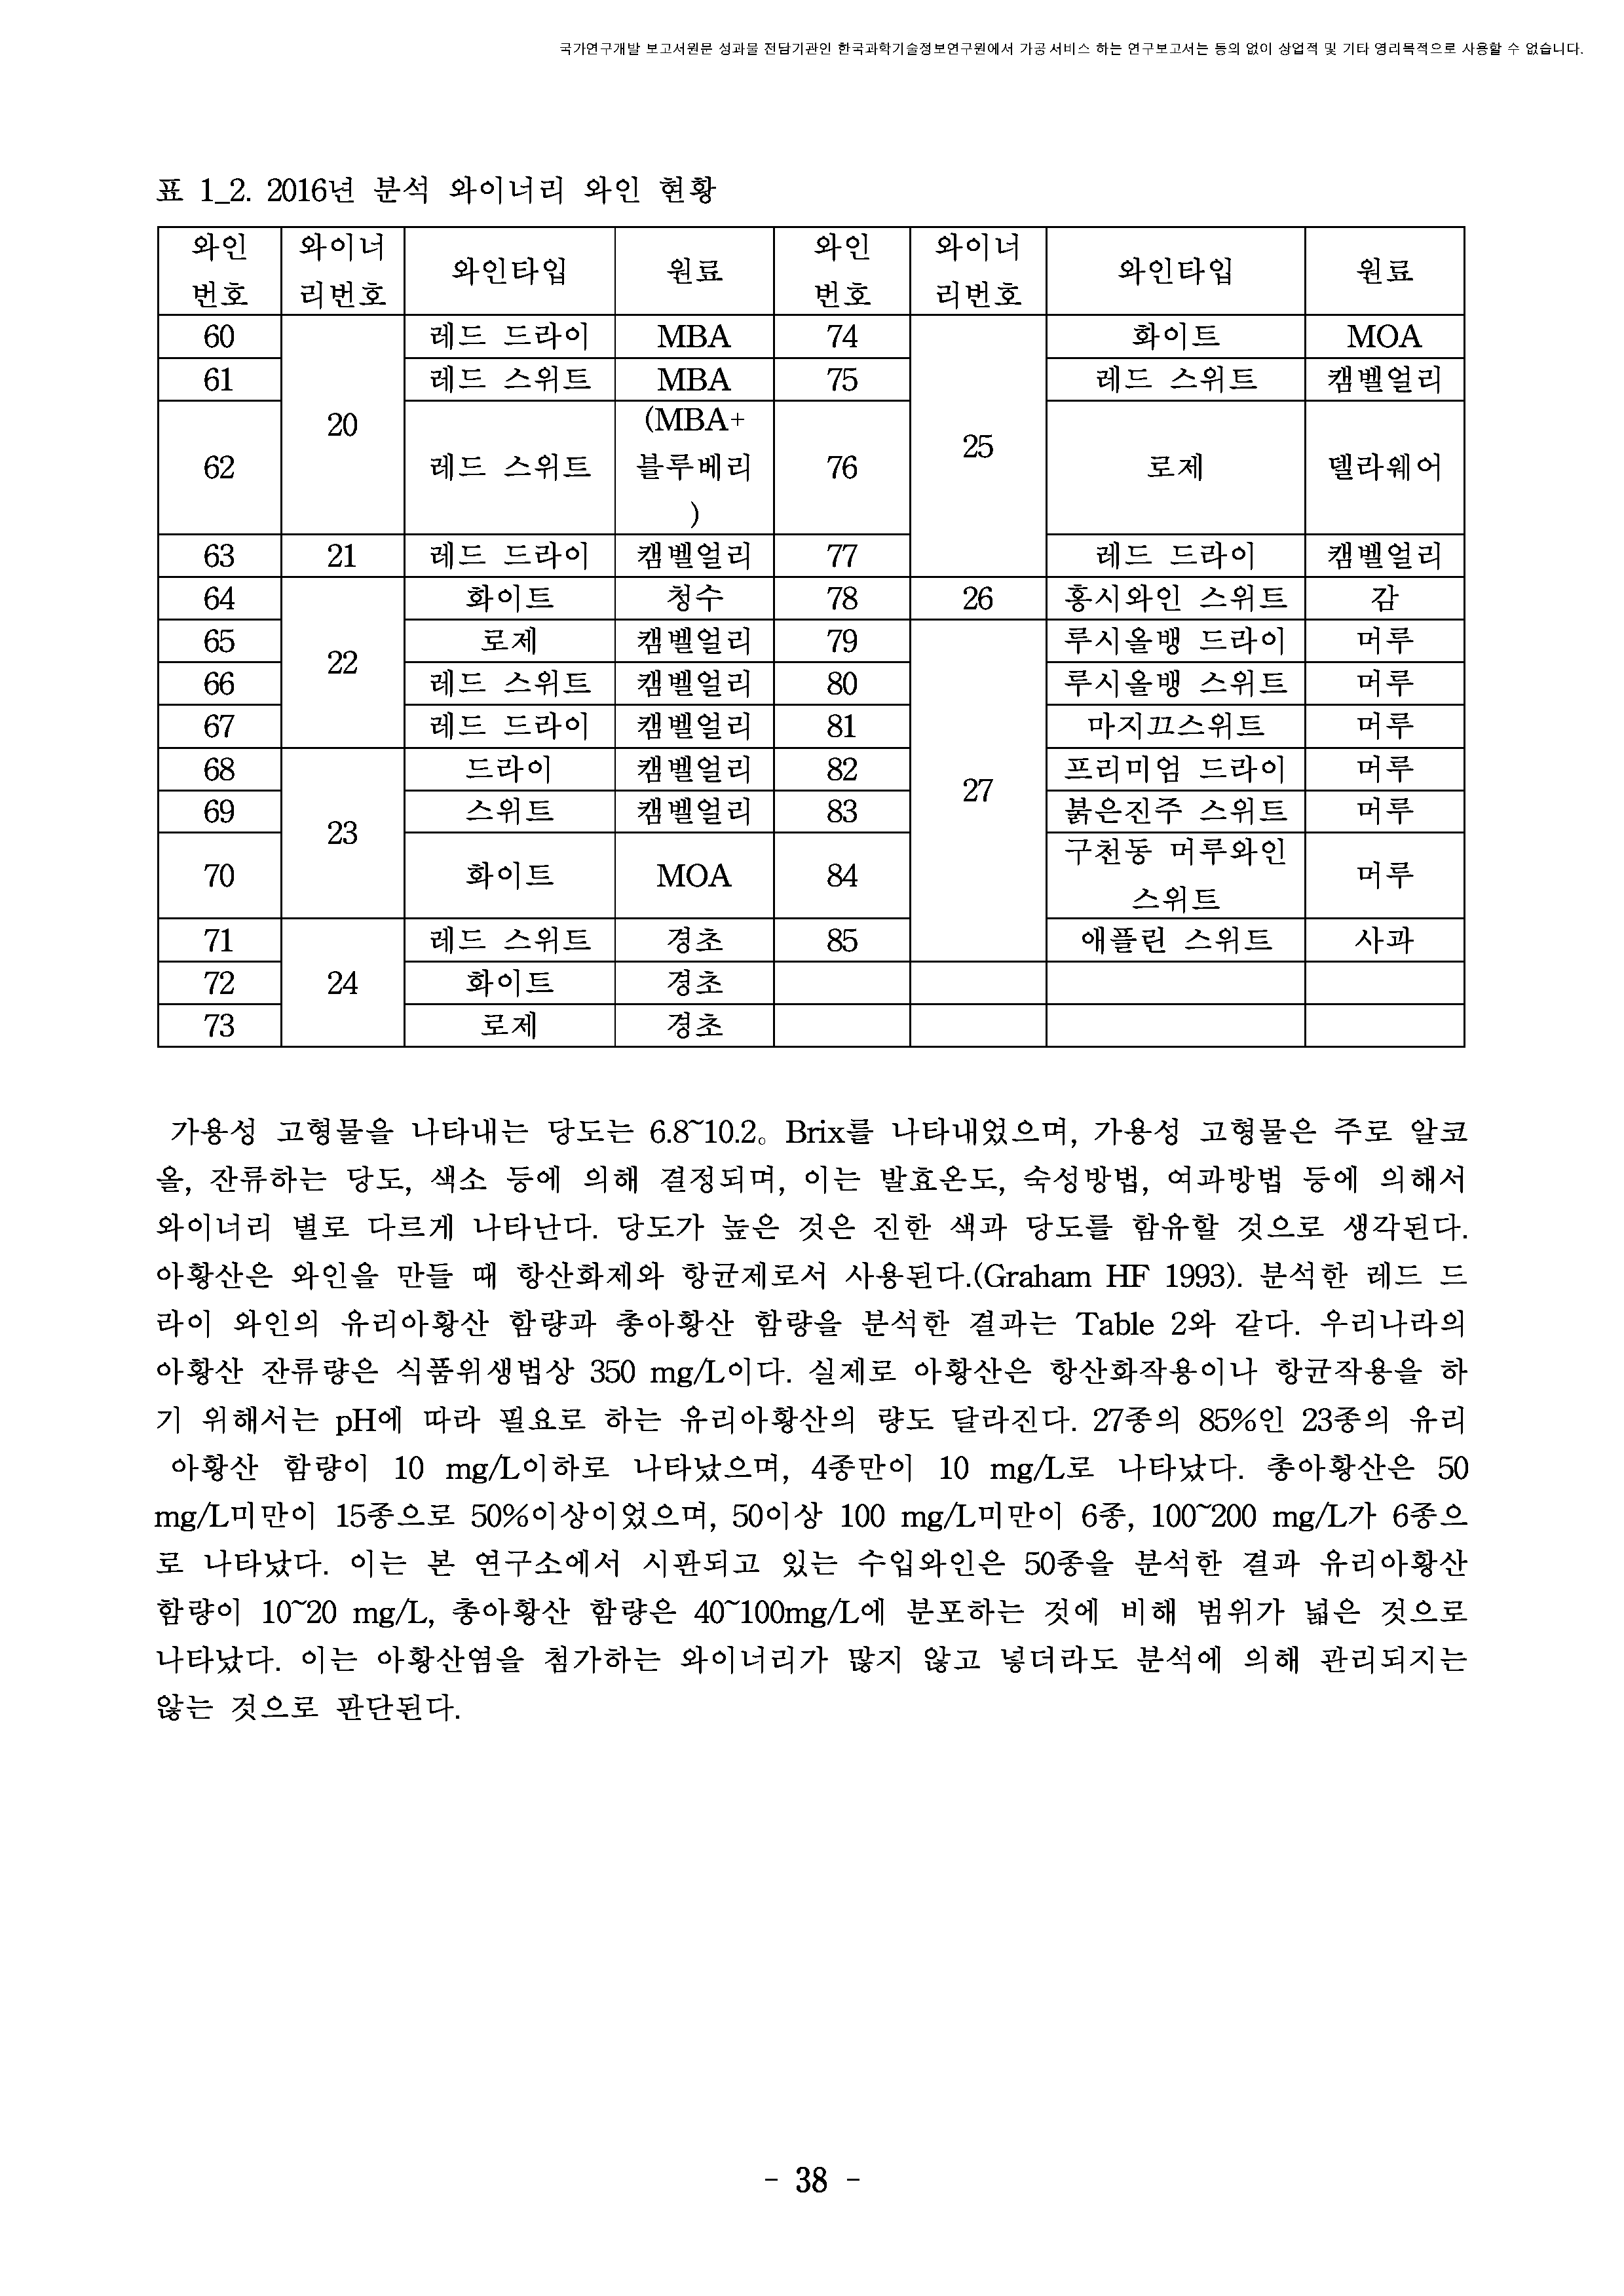 국가연구개발 보고서원문 성과물 전담기관인 한국과학기술정보연구원에서 가공·서비스 하는 연구보고서는 동의 없이 상업적 및 기타 영리목적으로 사용할 수 없습니다.
표 1_2. 2016년 분석 와이너리 와인 현황
와인 번호 와이너리번호 와인타입 원료 와인 번호 와이너리번호 와인타입 원료
60 20 레드 드라이 MBA 74 25 화이트 MOA
61 레드 스위트 MBA 75 레드 스위트 캠벨얼리
62 레드 스위트 (MBA+블루베리) 76 로제 델라웨어
63 21 레드 드라이 캠벨얼리 77 레드 드라이 캠벨얼리
64 22 화이트 청수 78 26 홍시와인 스위트 감
65 로제 캠벨얼리 79 27 루시올뱅 드라이 머루
66 레드 스위트 캠벨얼리 80 루시올뱅 스위트 머루
67 레드 드라이 캠벨얼리 81 마지끄스위트 머루
68 23 드라이 캠벨얼리 82 프리미엄 드라이 머루
69 스위트 캠벨얼리 83 붉은진주 스위트 머루
70 화이트 MOA 84 구천동 머루와인 스위트 머루
71 24 레드 스위트 경초 85 애플린 스위트 사과
72 화이트 경초
73 로제 경초
가용성 고형물을 나타내는 당도는 6.8~10.2。Brix를 나타내었으며, 가용성 고형물은 주로 알코
올, 잔류하는 당도, 색소 등에 의해 결정되며, 이는 발효온도, 숙성방법, 여과방법 등에 의해서
와이너리 별로 다르게 나타난다. 당도가 높은 것은 진한 색과 당도를 함유할 것으로 생각된다.
아황산은 와인을 만들 때 항산화제와 항균제로서 사용된다.(Graham HF 1993). 분석한 레드 드
라이 와인의 유리아황산 함량과 총아황산 함량을 분석한 결과는 Table 2와 같다. 우리나라의
아황산 잔류량은 식품위생법상 350 mg/L이다. 실제로 아황산은 항산화작용이나 항균작용을 하
기 위해서는 pH에 따라 필요로 하는 유리아황산의 량도 달라진다. 27종의 85%인 23종의 유리
아황산 함량이 10 mg/L이하로 나타났으며, 4종만이 10 mg/L로 나타났다. 총아황산은 50
mg/L미만이 15종으로 50%이상이었으며, 50이상 100 mg/L미만이 6종, 100~200 mg/L가 6종으
로 나타났다. 이는 본 연구소에서 시판되고 있는 수입와인은 50종을 분석한 결과 유리아황산
함량이 10~20 mg/L, 총아황산 함량은 40~100mg/L에 분포하는 것에 비해 범위가 넓은 것으로
나타났다. 이는 아황산염을 첨가하는 와이너리가 많지 않고 넣더라도 분석에 의해 관리되지는
않는 것으로 판단된다.
- 38 -